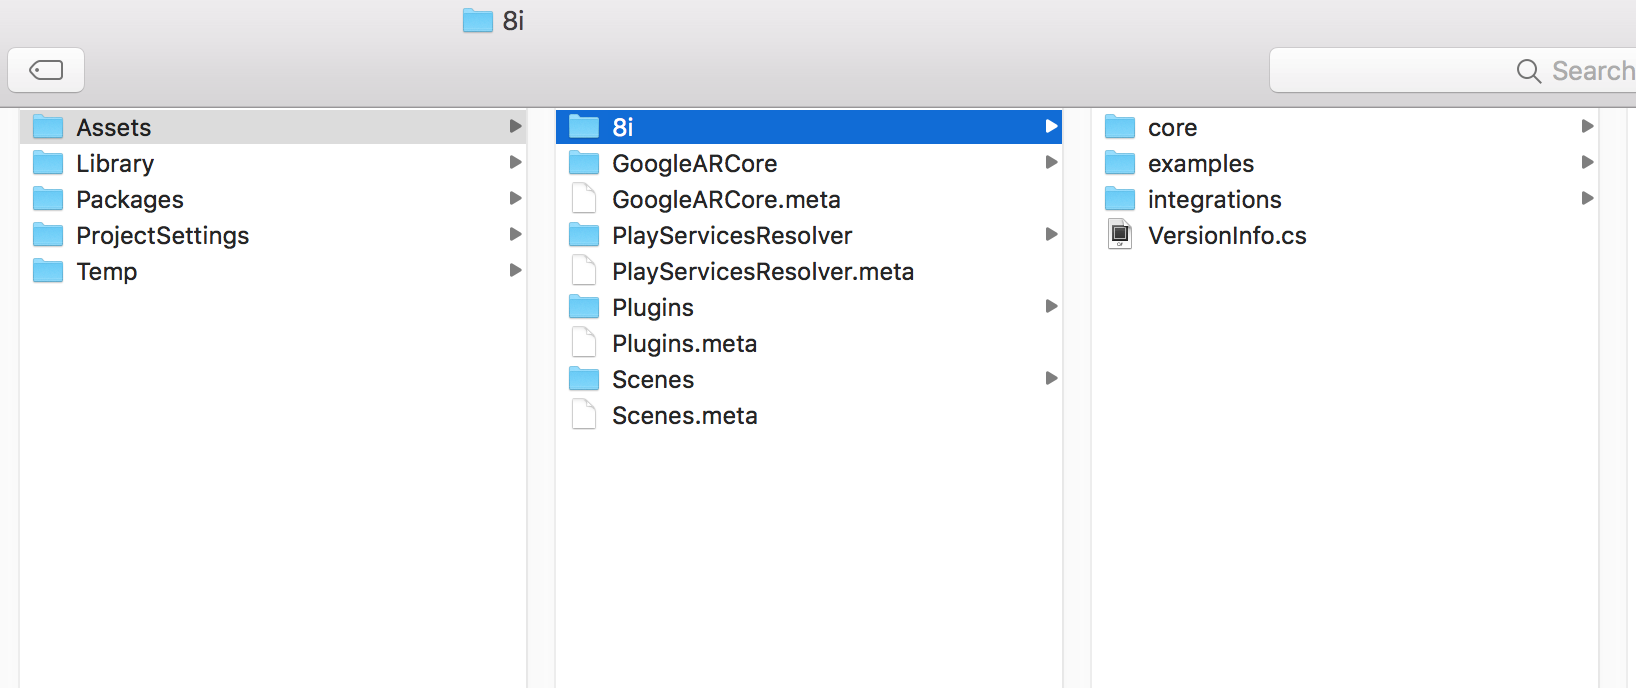 8i
Search
Assets
Library
Packages
ProjectSettings
Temp
8i
GoogleARCore
GoogleARCore.meta
PlayServicesResolver
PlayServicesResolver.meta
Plugins
Plugins.meta
Scenes
Scenes.meta
core
examples
integrations
VersionInfo.cs